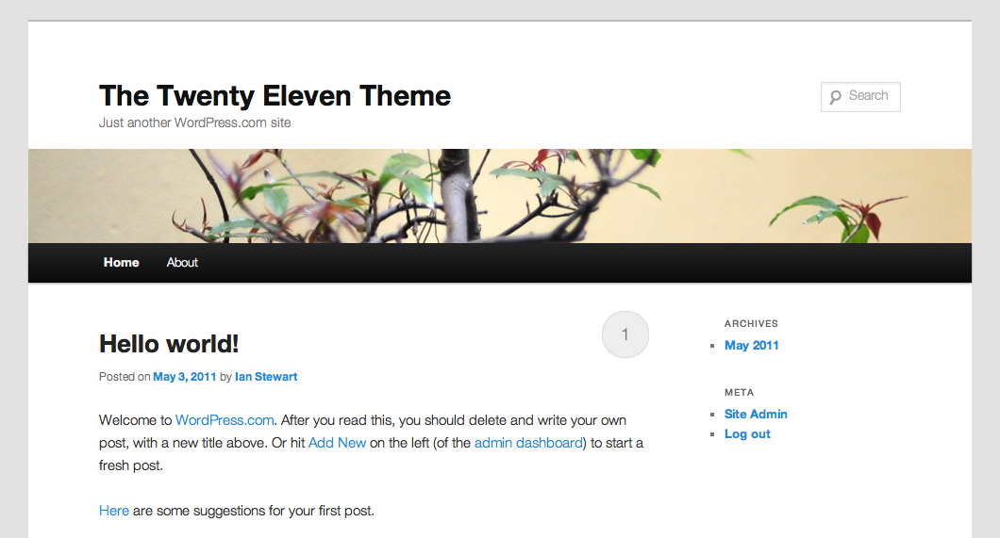 The Twenty Eleven Theme
Just another WordPress.com site
Search
Home About
Hello world!
1
Posted on May 3, 2011 by Ian Stewart
Welcome to WordPress.com. After you read this, you should delete and write your own
post, with a new title above. Or hit Add New on the left (of the admin dashboard) to start a
fresh post.
Here are some suggestions for your first post.
ARCHIVES
May 2011
META
Site Admin
Log out